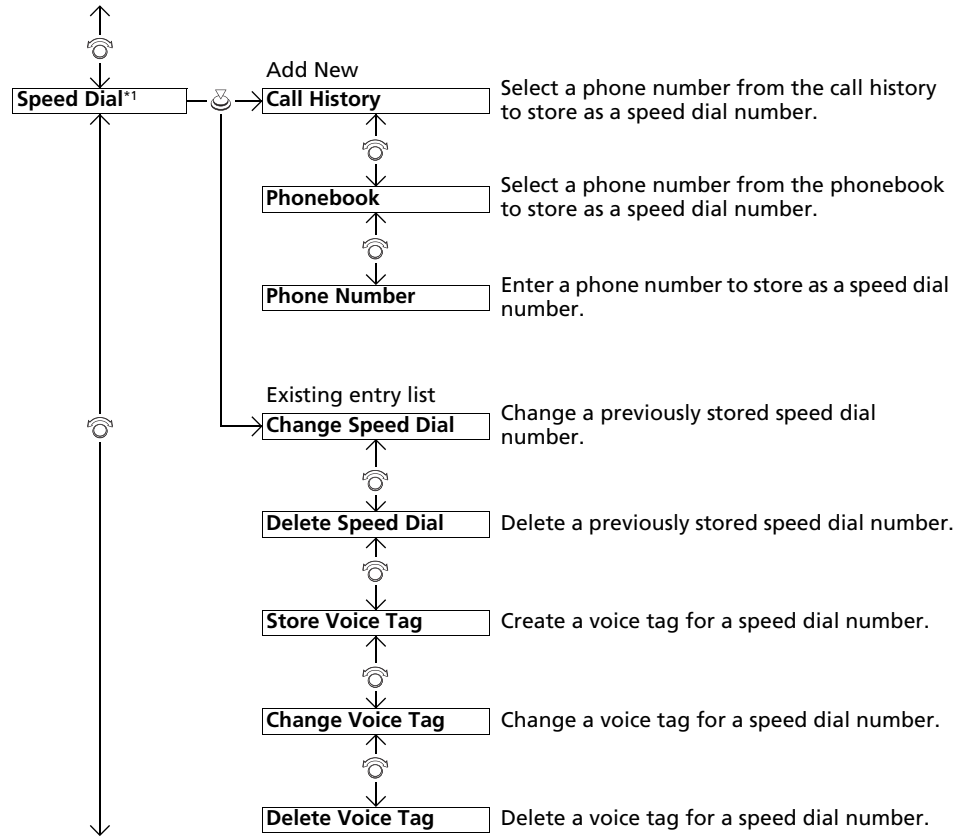 Add New
Speed Dial*1
Call History
Select a phone number from the call history
to store as a speed dial number.
Phonebook
Select a phone number from the phonebook
to store as a speed dial number.
Phone Number
Enter a phone number to store as a speed dial
number.
Existing entry list
Change Speed Dial
Change a previously stored speed dial
number.
Delete Speed Dial
Delete a previously stored speed dial number.
Store Voice Tag
Create a voice tag for a speed dial number.
Change Voice Tag
Change a voice tag for a speed dial number.
Delete Voice Tag
Delete a voice tag for a speed dial number.